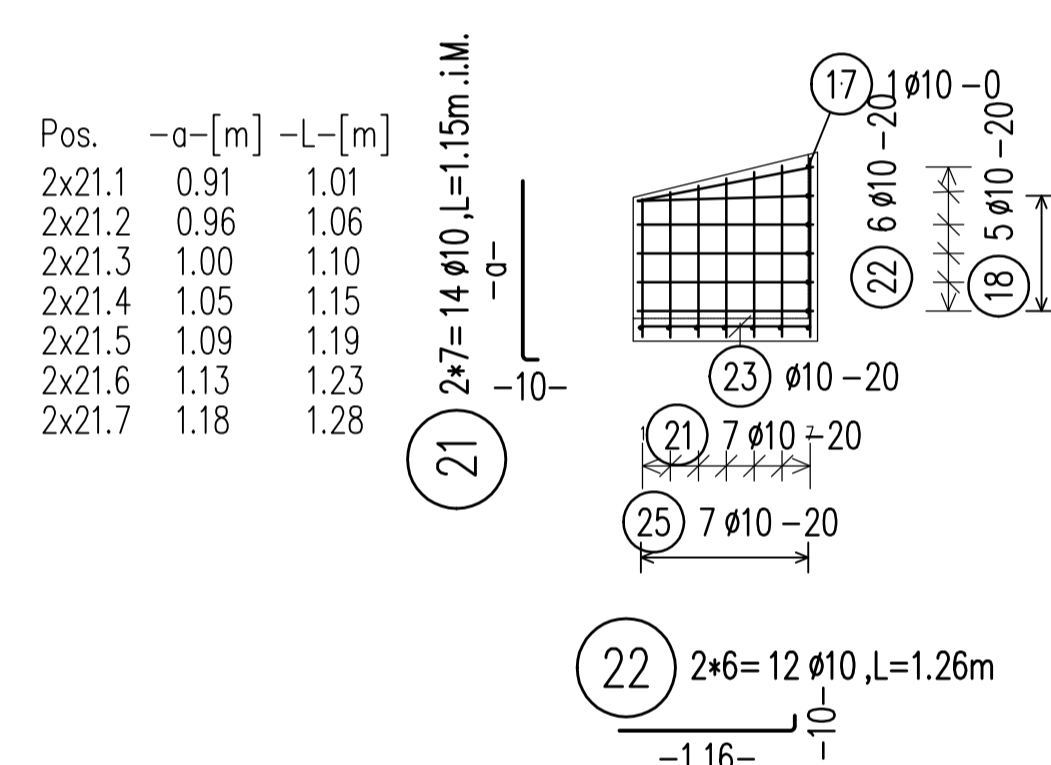 Pos. –a–[m] –L–[m]
2x21.1 0.91 1.01
2x21.2 0.96 1.06
2x21.3 1.00 1.10
2x21.4 1.05 1.15
2x21.5 1.09 1.19
2x21.6 1.13 1.23
2x21.7 1.18 1.28
21 2*7= 14 ø10 ,L=1.15m .i.M.
–a–
–10–
17 1ø10 –0
22 6 ø10 –20
18 5 ø10 –20
23 ø10 –20
1 7
21 7 ø10 –20
25 7 ø10 –20
22 2*6= 12 ø10 ,L=1.26m
–10–
–1.16–